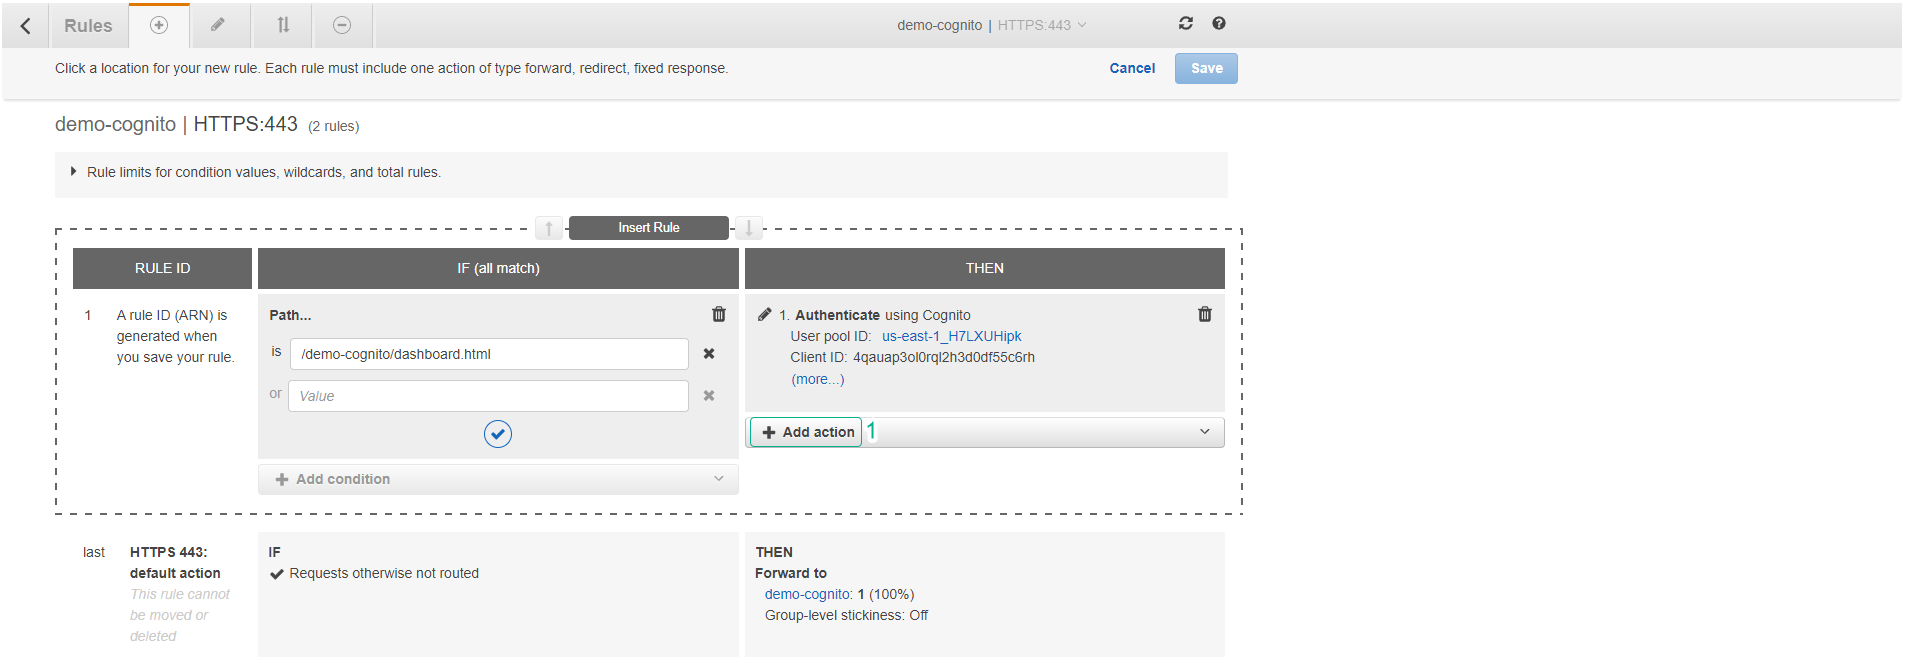 Rules
demo-cognito | HTTPS:443
Click a location for your new rule. Each rule must include one action of type forward, redirect, fixed response.
Cancel
Save
demo-cognito | HTTPS:443 (2 rules)
Rule limits for condition values, wildcards, and total rules.
Insert Rule
RULE ID
IF (all match)
THEN
1
A rule ID (ARN) is
generated when
you save your rule.
Path...
is /demo-cognito/dashboard.html
or Value
Add condition
1. Authenticate using Cognito
User pool ID: us-east-1_H7LXUHipk
Client ID: 4qauap3ol0rql2h3d0df55c6rh
(more...)
Add action 1
last
HTTPS 443:
default action
This rule cannot
be moved or
deleted
IF
Requests otherwise not routed
THEN
Forward to
demo-cognito: 1 (100%)
Group-level stickiness: Off